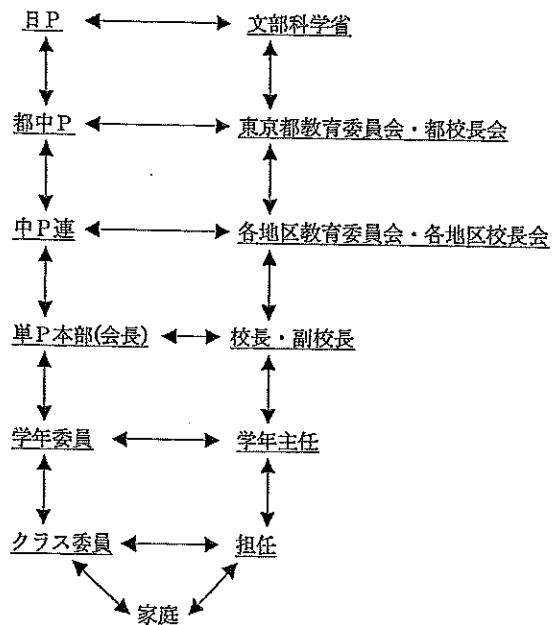 日P 文部科学省
都中P 東京都教育委員会・都校長会
中P連 各地区教育委員会・各地区校長会
単P本部(会長) 校長・副校長
学年委員 学年主任
クラス委員 担任
家庭